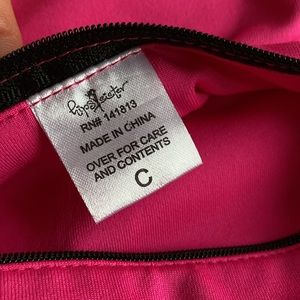 RN# 141813
MADE IN CHINA
OVER FOR CARE
AND CONTENTS
C